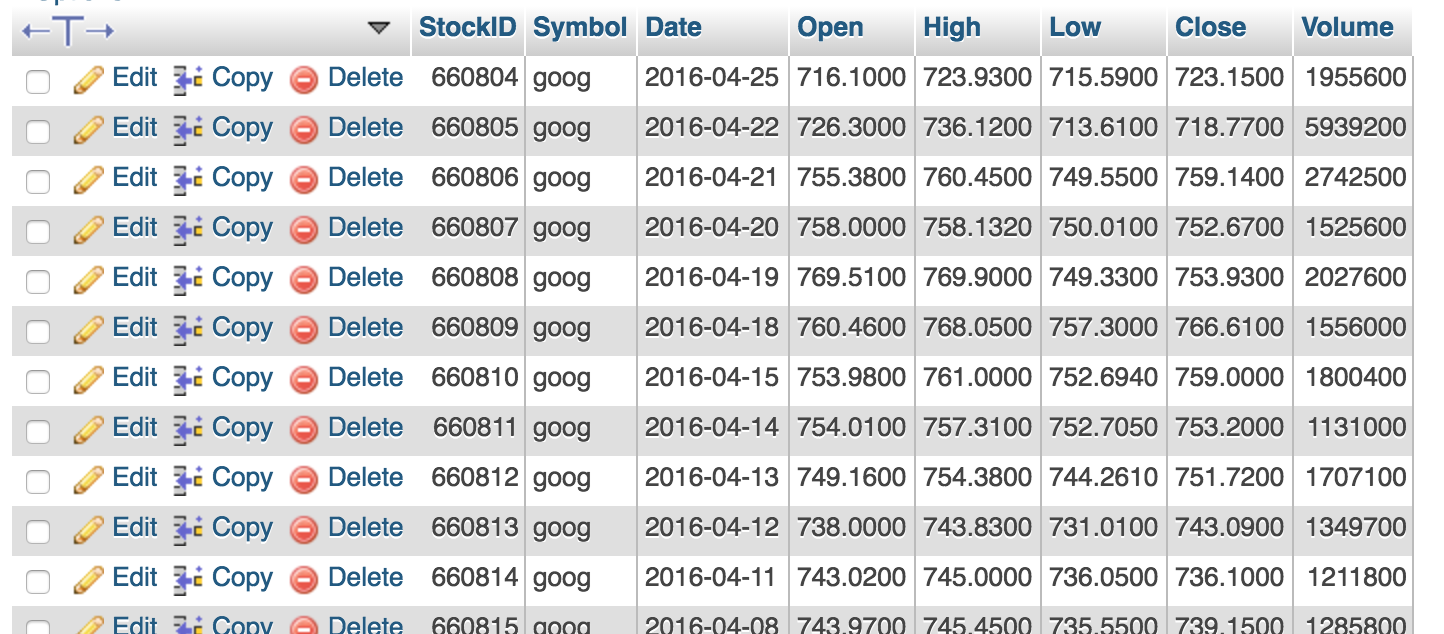 StockID Symbol Date Open High Low Close Volume
Edit Copy Delete 660804 goog 2016-04-25 716.1000 723.9300 715.5900 723.1500 1955600
Edit Copy Delete 660805 goog 2016-04-22 726.3000 736.1200 713.6100 718.7700 5939200
Edit Copy Delete 660806 goog 2016-04-21 755.3800 760.4500 749.5500 759.1400 2742500
Edit Copy Delete 660807 goog 2016-04-20 758.0000 758.1320 750.0100 752.6700 1525600
Edit Copy Delete 660808 goog 2016-04-19 769.5100 769.9000 749.3300 753.9300 2027600
Edit Copy Delete 660809 goog 2016-04-18 760.4600 768.0500 757.3000 766.6100 1556000
Edit Copy Delete 660810 goog 2016-04-15 753.9800 761.0000 752.6940 759.0000 1800400
Edit Copy Delete 660811 goog 2016-04-14 754.0100 757.3100 752.7050 753.2000 1131000
Edit Copy Delete 660812 goog 2016-04-13 749.1600 754.3800 744.2610 751.7200 1707100
Edit Copy Delete 660813 goog 2016-04-12 738.0000 743.8300 731.0100 743.0900 1349700
Edit Copy Delete 660814 goog 2016-04-11 743.0200 745.0000 736.0500 736.1000 1211800
Edit Copy Delete 660815 goog 2016-04-08 743.9700 745.4500 735.5500 739.1500 1285800